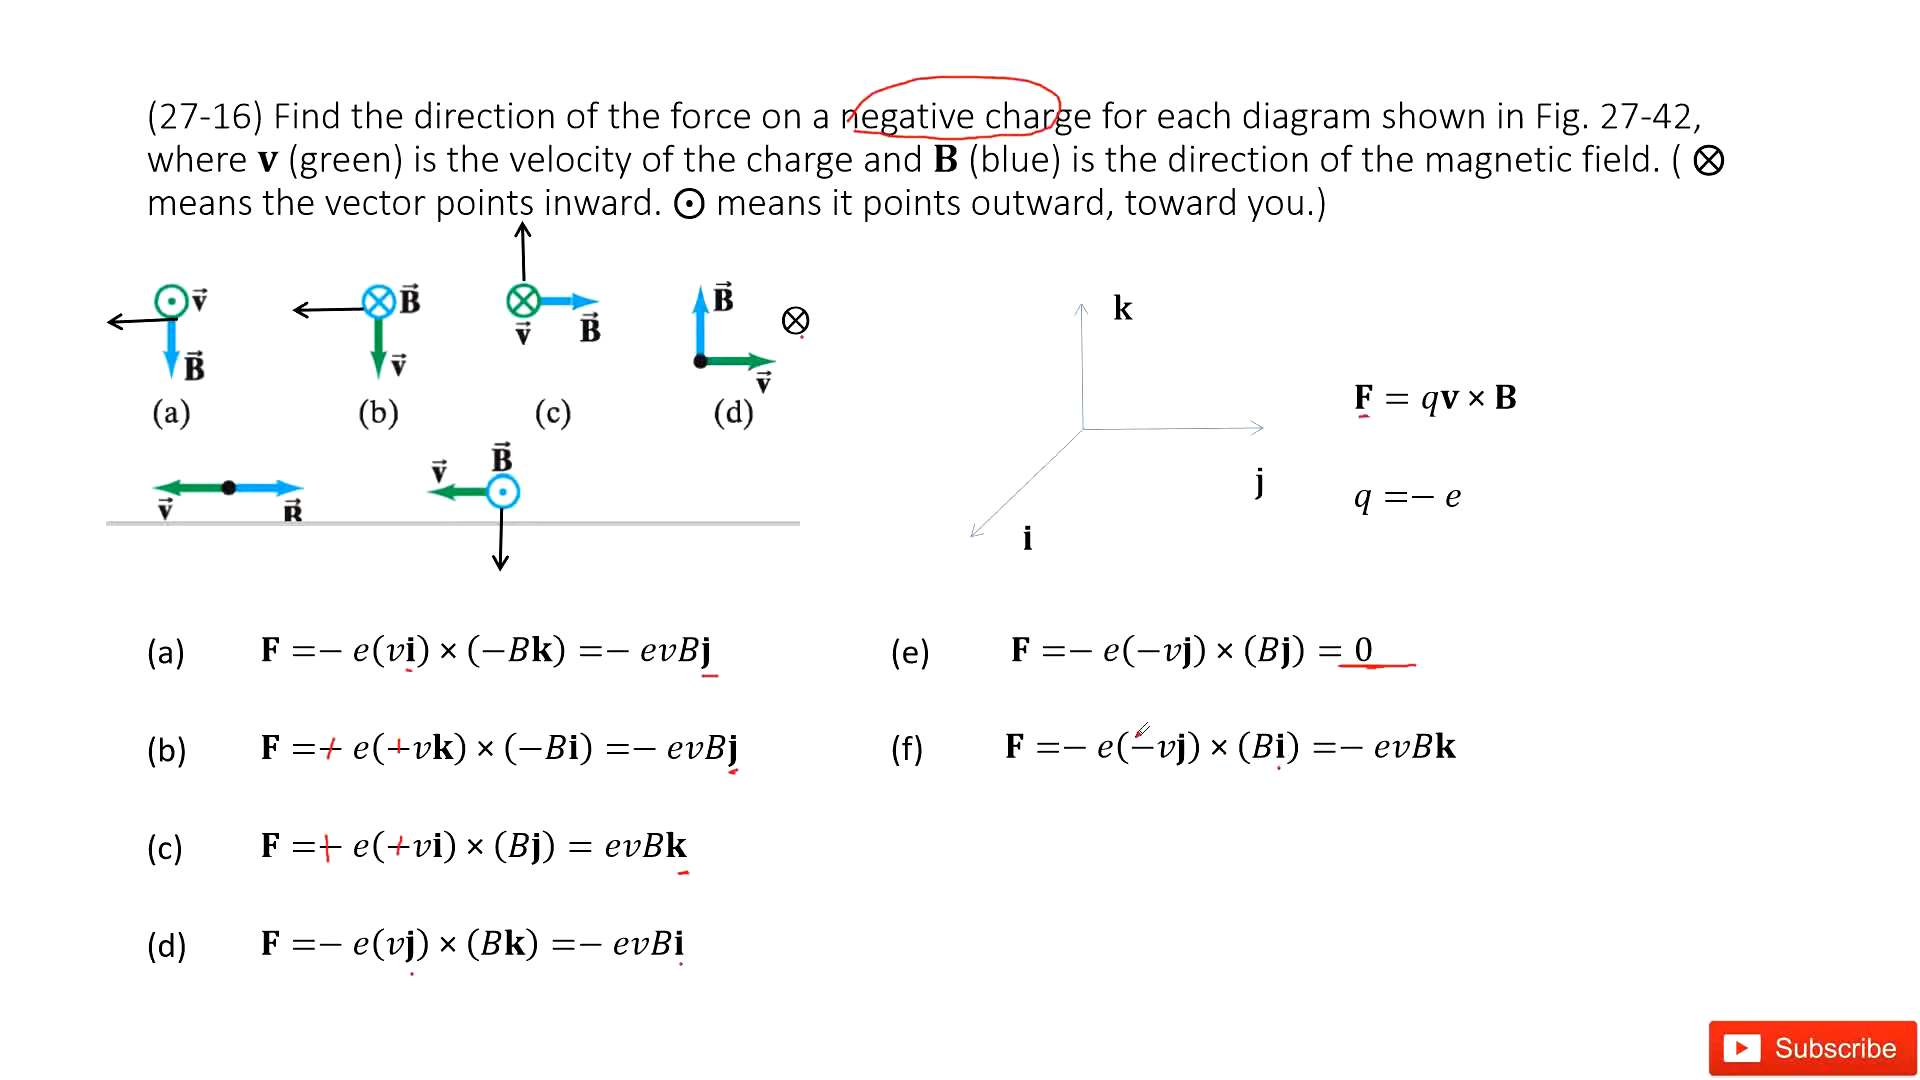 (27-16) Find the direction of the force on a negative charge for each diagram shown in Fig. 27-42,
where v (green) is the velocity of the charge and B (blue) is the direction of the magnetic field. ( ⊗
means the vector points inward. ⊙ means it points outward, toward you.)
v⃗ B⃗ v⃗ B⃗ B⃗ v⃗
B⃗ v⃗ v⃗ B⃗
(a) (b) (c) (d)
v⃗ B⃗ v⃗ B⃗
k
j
i
F = qv × B
q =− e
(a) F =− e(vi) × (−Bk) =− evBj
(b) F =+ e(+vk) × (−Bi) =− evBj
(c) F =+ e(+vi) × (Bj) = evBk
(d) F =− e(vj) × (Bk) =− evBi
(e) F =− e(−vj) × (Bj) = 0
(f) F =− e(−vj) × (Bi) =− evBk
Subscribe